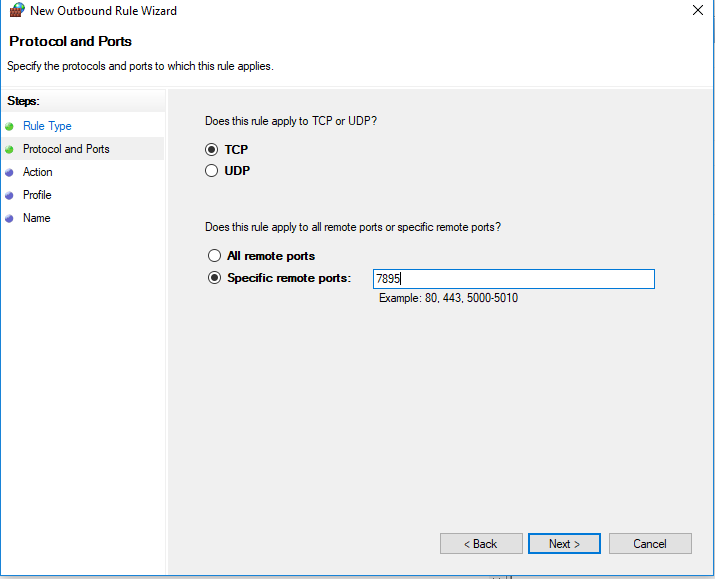 New Outbound Rule Wizard
Protocol and Ports
Specify the protocols and ports to which this rule applies.
Steps:
Rule Type
Protocol and Ports
Action
Profile
Name
Does this rule apply to TCP or UDP?
TCP
UDP
Does this rule apply to all remote ports or specific remote ports?
All remote ports
Specific remote ports: 7895
Example: 80, 443, 5000-5010
< Back Next > Cancel